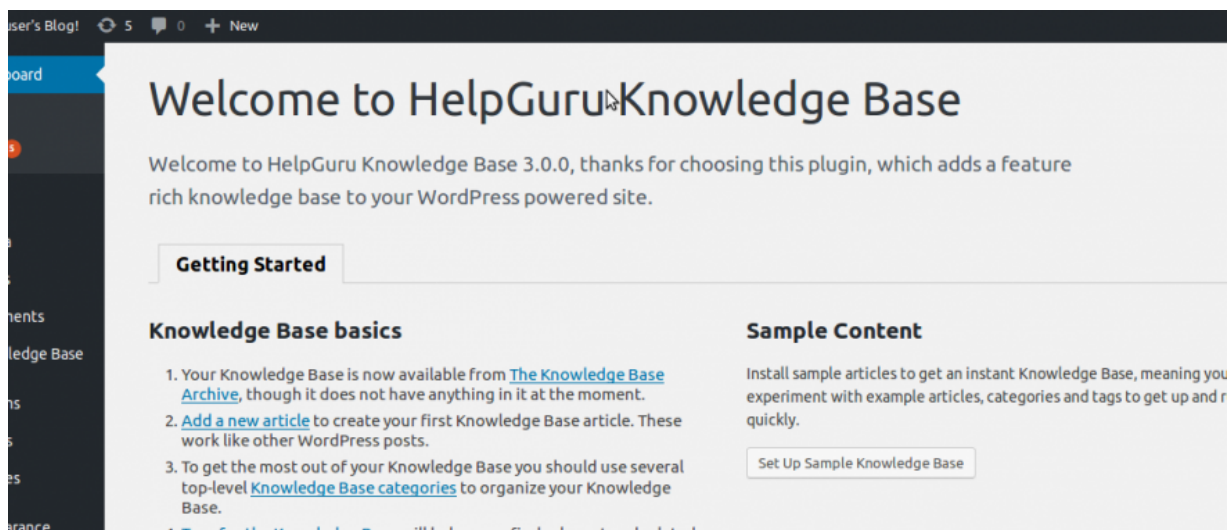 user's Blog! 5 0 + New
board
Welcome to HelpGuru Knowledge Base
Welcome to HelpGuru Knowledge Base 3.0.0, thanks for choosing this plugin, which adds a feature
rich knowledge base to your WordPress powered site.
Getting Started
ments
ledge Base
Knowledge Base basics
1. Your Knowledge Base is now available from The Knowledge Base
Archive, though it does not have anything in it at the moment.
2. Add a new article to create your first Knowledge Base article. These
work like other WordPress posts.
3. To get the most out of your Knowledge Base you should use several
top-level Knowledge Base categories to organize your Knowledge
Base.
Sample Content
Install sample articles to get an instant Knowledge Base, meaning you
experiment with example articles, categories and tags to get up and r
quickly.
Set Up Sample Knowledge Base